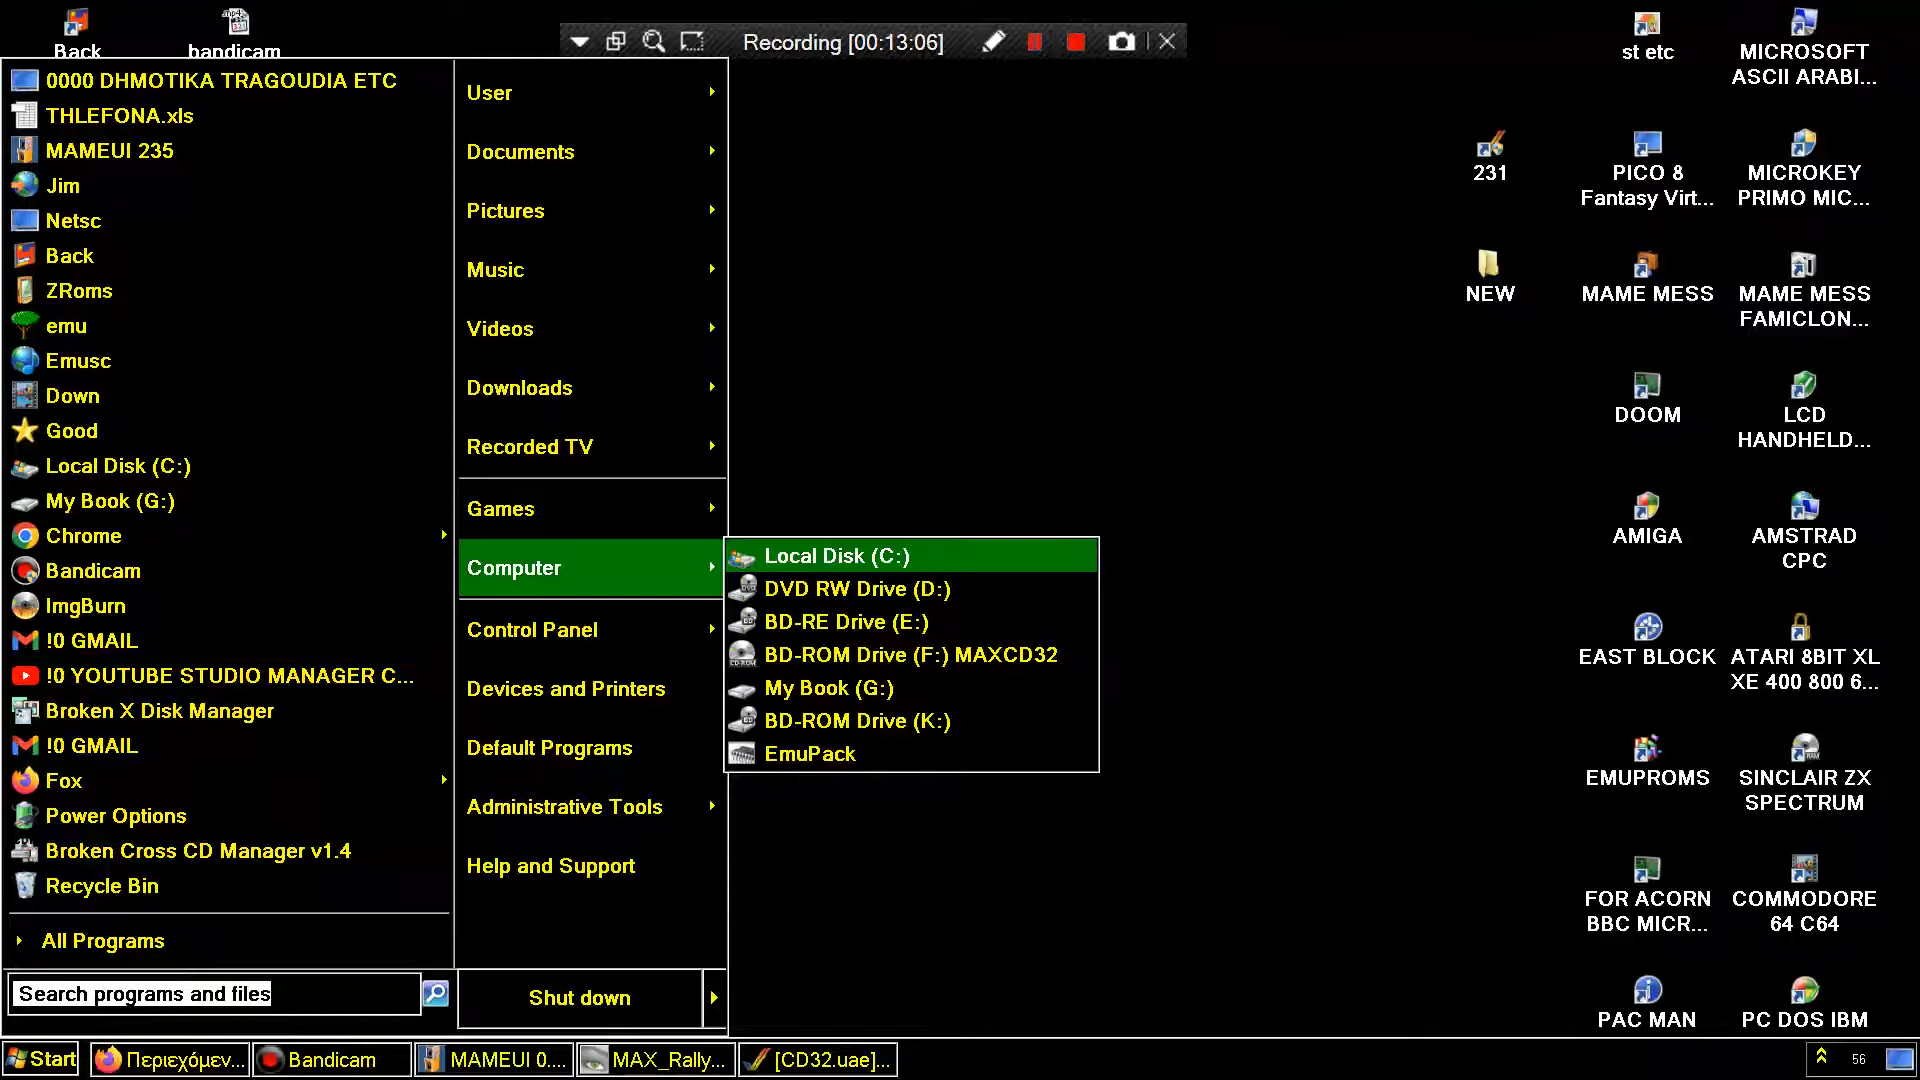 Back
bandicam
Recording [00:13:06]
0000 DHMOTIKA TRAGOUDIA ETC
THLEFONA.xls
MAMEUI 235
Jim
Netsc
Back
ZRoms
emu
Emusc
Down
Good
Local Disk (C:)
My Book (G:)
Chrome
Bandicam
ImgBurn
!0 GMAIL
!0 YOUTUBE STUDIO MANAGER C...
Broken X Disk Manager
!0 GMAIL
Fox
Power Options
Broken Cross CD Manager v1.4
Recycle Bin
All Programs
Search programs and files
User
Documents
Pictures
Music
Videos
Downloads
Recorded TV
Games
Computer
Control Panel
Devices and Printers
Default Programs
Administrative Tools
Help and Support
Shut down
Local Disk (C:)
DVD RW Drive (D:)
BD-RE Drive (E:)
BD-ROM Drive (F:) MAXCD32
My Book (G:)
BD-ROM Drive (K:)
EmuPack
231
NEW
st etc
PICO 8
Fantasy Virt...
MAME MESS
DOOM
AMIGA
EAST BLOCK
EMUPROMS
FOR ACORN
BBC MICR...
PAC MAN
MICROSOFT
ASCII ARABI...
MICROKEY
PRIMO MIC...
MAME MESS
FAMICLON...
LCD
HANDHELD...
AMSTRAD
CPC
ATARI 8BIT XL
XE 400 800 6...
SINCLAIR ZX
SPECTRUM
COMMODORE
64 C64
PC DOS IBM
Start
Περιεχόμεν...
Bandicam
MAMEUI 0....
MAX_Rally...
[CD32.uae]...
56